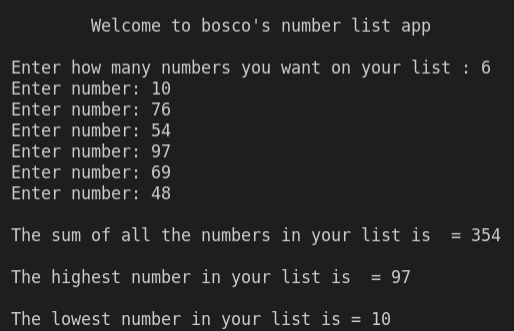 Welcome to bosco's number list app
Enter how many numbers you want on your list : 6
Enter number: 10
Enter number: 76
Enter number: 54
Enter number: 97
Enter number: 69
Enter number: 48
The sum of all the numbers in your list is  = 354
The highest number in your list is  = 97
The lowest number in your list is = 10